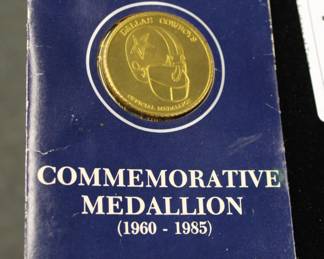 DALLAS COWBOYS
OFFICIAL MEDALLION
COMMEMORATIVE
MEDALLION
(1960 - 1985)